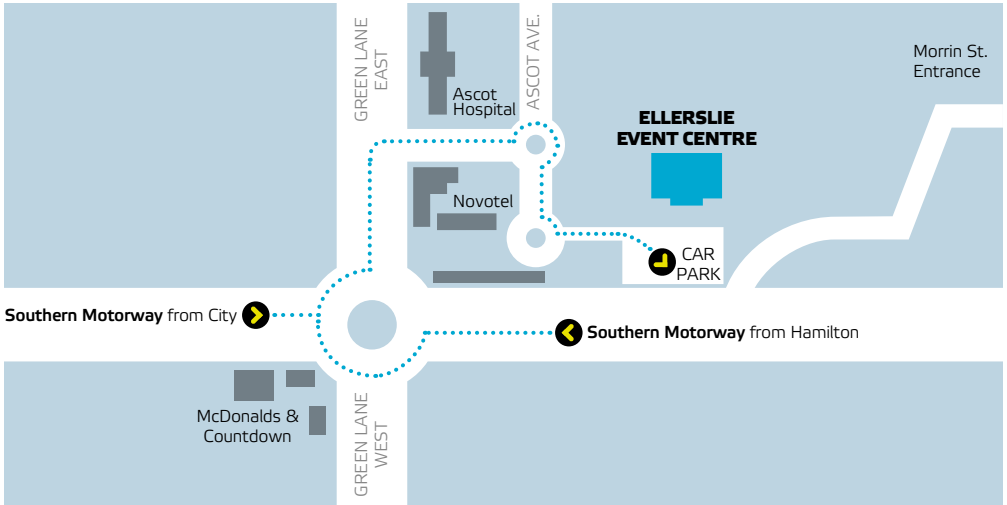 GREEN LANE
EAST
ASCOT AVE.
Morrin St.
Entrance
Ascot
Hospital
ELLERSLIE
EVENT CENTRE
Novotel
CAR
PARK
Southern Motorway from City
Southern Motorway from Hamilton
McDonalds &
Countdown
GREEN LANE
WEST